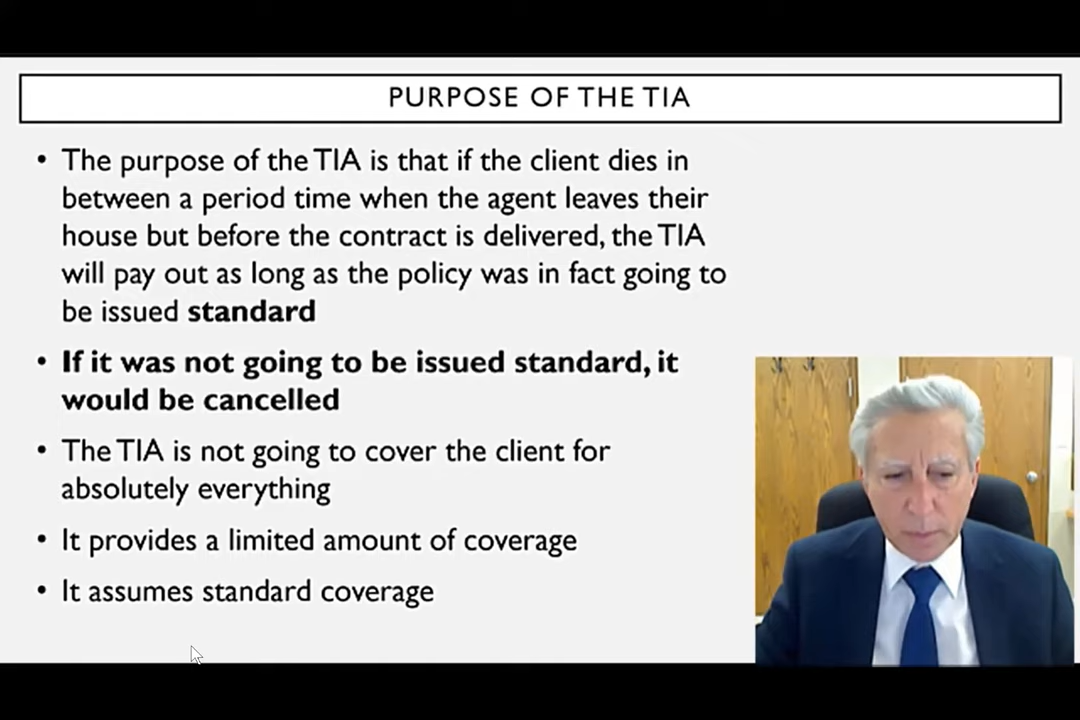 PURPOSE OF THE TIA
• The purpose of the TIA is that if the client dies in
between a period time when the agent leaves their
house but before the contract is delivered, the TIA
will pay out as long as the policy was in fact going to
be issued standard
• If it was not going to be issued standard, it
would be cancelled
• The TIA is not going to cover the client for
absolutely everything
• It provides a limited amount of coverage
• It assumes standard coverage